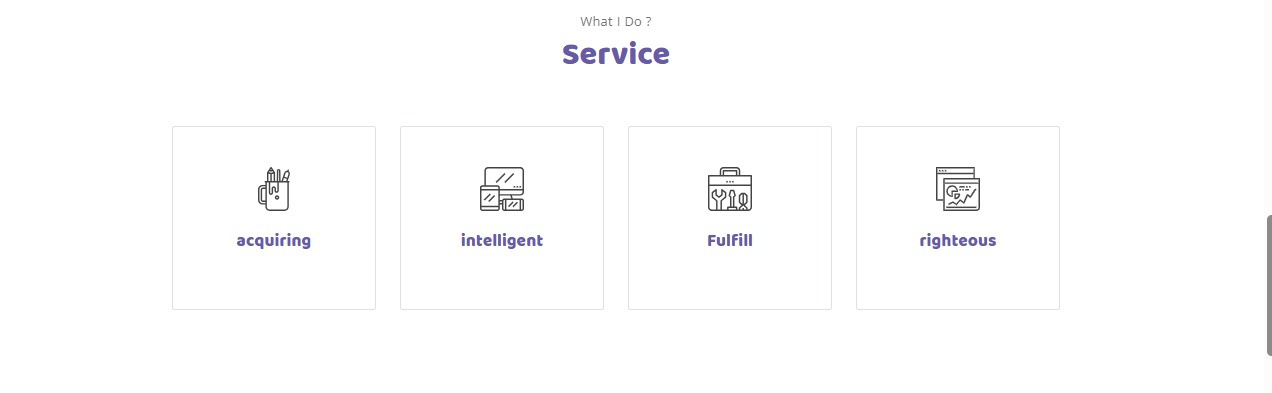 What I Do ?
Service
acquiring
intelligent
Fulfill
righteous